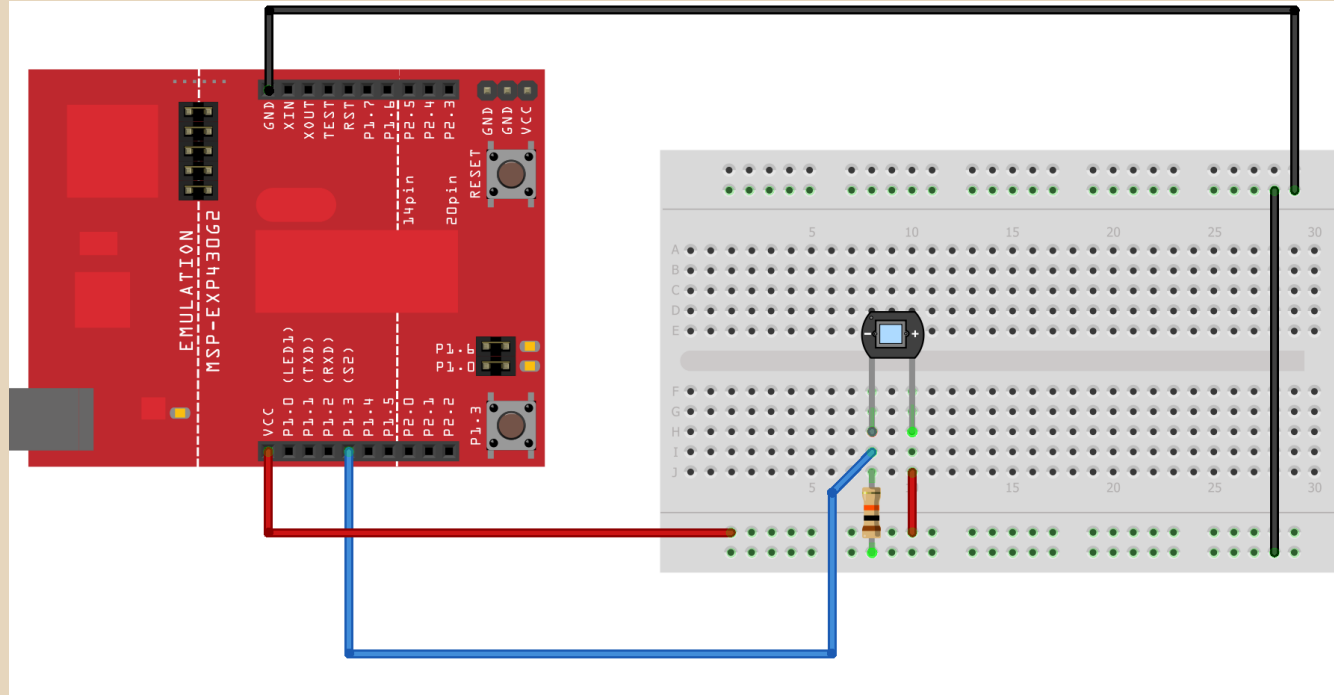 GND
XIN
XOUT
TEST
RST
P1.7
P1.6
P2.5
P2.4
P2.3
GND
GND
VCC
RESET
14pin
20pin
EMULATION
MSP-EXP430G2
P1.6
P1.0
VCC
P1.0 (LED1)
P1.1 (TXD)
P1.2 (RXD)
P1.3 (S2)
P1.4
P1.5
P2.0
P2.1
P2.2
P1.3
5 10 15 20 25 30
A
B
C
D
E
- +
F
G
H
I
J
5 15 20 25 30